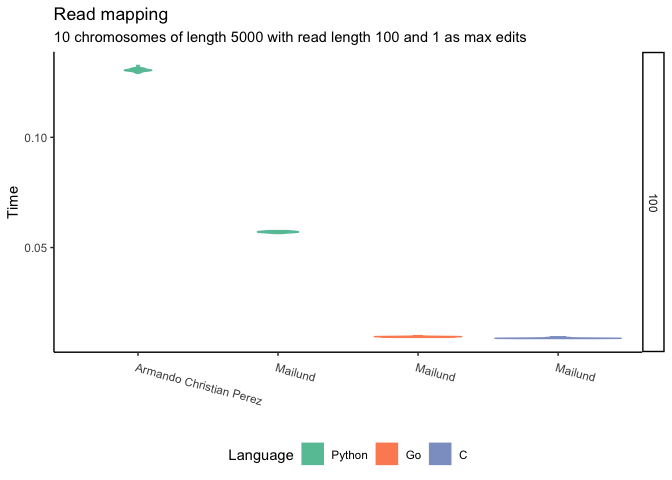 Read mapping
10 chromosomes of length 5000 with read length 100 and 1 as max edits
0.10
0.05
Time
100
Armando Christian Perez
Mailund
Mailund
Mailund
Language
Python
Go
C